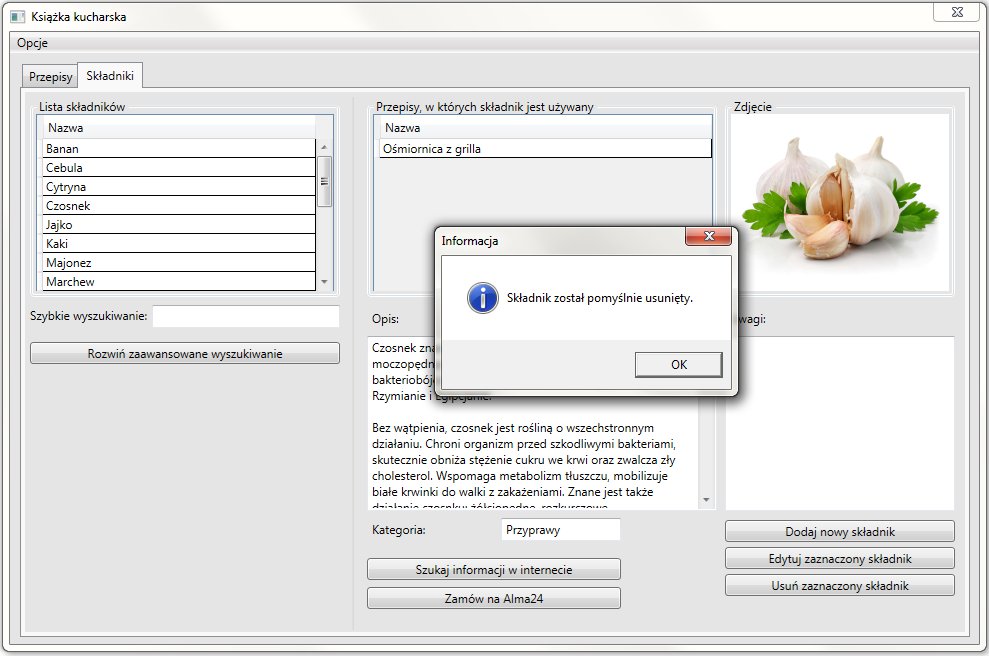 Książka kucharska
Opcje
Przepisy
Składniki
Lista składników
Nazwa
Banan
Cebula
Cytryna
Czosnek
Jajko
Kaki
Majonez
Marchew
Szybkie wyszukiwanie:
Rozwiń zaawansowane wyszukiwanie
Przepisy, w których składnik jest używany
Nazwa
Ośmiornica z grilla
Zdjęcie
Informacja
Składnik został pomyślnie usunięty.
OK
Opis:
Czosnek zna
moczopędn
bakteriobój
Rzymianie i Egipcjanie.
Bez wątpienia, czosnek jest rośliną o wszechstronnym
działaniu. Chroni organizm przed szkodliwymi bakteriami,
skutecznie obniża stężenie cukru we krwi oraz zwalcza zły
cholesterol. Wspomaga metabolizm tłuszczu, mobilizuje
białe krwinki do walki z zakażeniami. Znane jest także
działanie czosnku: żółciopędne, rozkurczowe,
wagi:
Kategoria:
Przyprawy
Szukaj informacji w internecie
Zamów na Alma24
Dodaj nowy składnik
Edytuj zaznaczony składnik
Usuń zaznaczony składnik